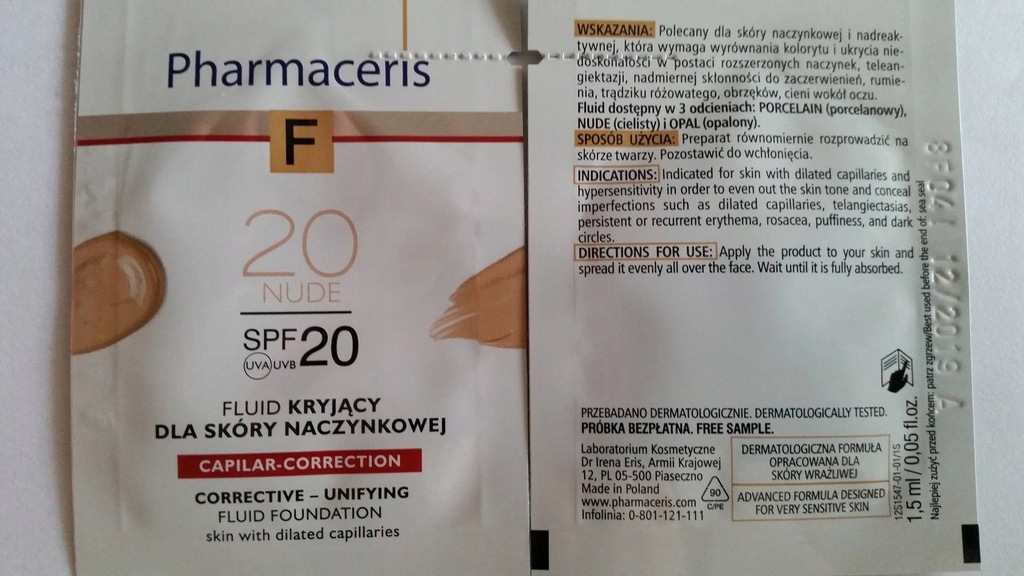 Pharmaceris
F
20
NUDE
SPF 20
UVA UVB
FLUID KRYJĄCY
DLA SKÓRY NACZYNKOWEJ
CAPILAR-CORRECTION
CORRECTIVE – UNIFYING
FLUID FOUNDATION
skin with dilated capillaries
WSKAZANIA: Polecany dla skóry naczynkowej i nadreak-
tywnej, która wymaga wyrównania kolorytu i ukrycia nie-
doskonałości w postaci rozszerzonych naczynek, telean-
giektazji, nadmiernej skłonności do zaczerwienień, rumie-
nia, trądziku różowatego, obrzęków, cieni wokół oczu.
Fluid dostępny w 3 odcieniach: PORCELAIN (porcelanowy),
NUDE (cielisty) i OPAL (opalony).
SPOSÓB UŻYCIA: Preparat równomiernie rozprowadzić na
skórze twarzy. Pozostawić do wchłonięcia.
INDICATIONS: Indicated for skin with dilated capillaries and
hypersensitivity in order to even out the skin tone and conceal
imperfections such as dilated capillaries, telangiectasias,
persistent or recurrent erythema, rosacea, puffiness, and dark
circles.
DIRECTIONS FOR USE: Apply the product to your skin and
spread it evenly all over the face. Wait until it is fully absorbed.
PRZEBADANO DERMATOLOGICZNIE. DERMATOLOGICALLY TESTED.
PRÓBKA BEZPŁATNA. FREE SAMPLE.
Laboratorium Kosmetyczne
Dr Irena Eris, Armii Krajowej
12, PL 05-500 Piaseczno
Made in Poland
www.pharmaceris.com
Infolinia: 0-801-121-111
90
C/PE
DERMATOLOGICZNA FORMUŁA
OPRACOWANA DLA
SKÓRY WRAŻLIWEJ
ADVANCED FORMULA DESIGNED
FOR VERY SENSITIVE SKIN
12S1547-01-01/1S
1,5 ml / 0,05 fl.oz.
Najlepiej zużyć przed końcem: patrz zgrzew/Best used before the end of: sea seal
12/2019